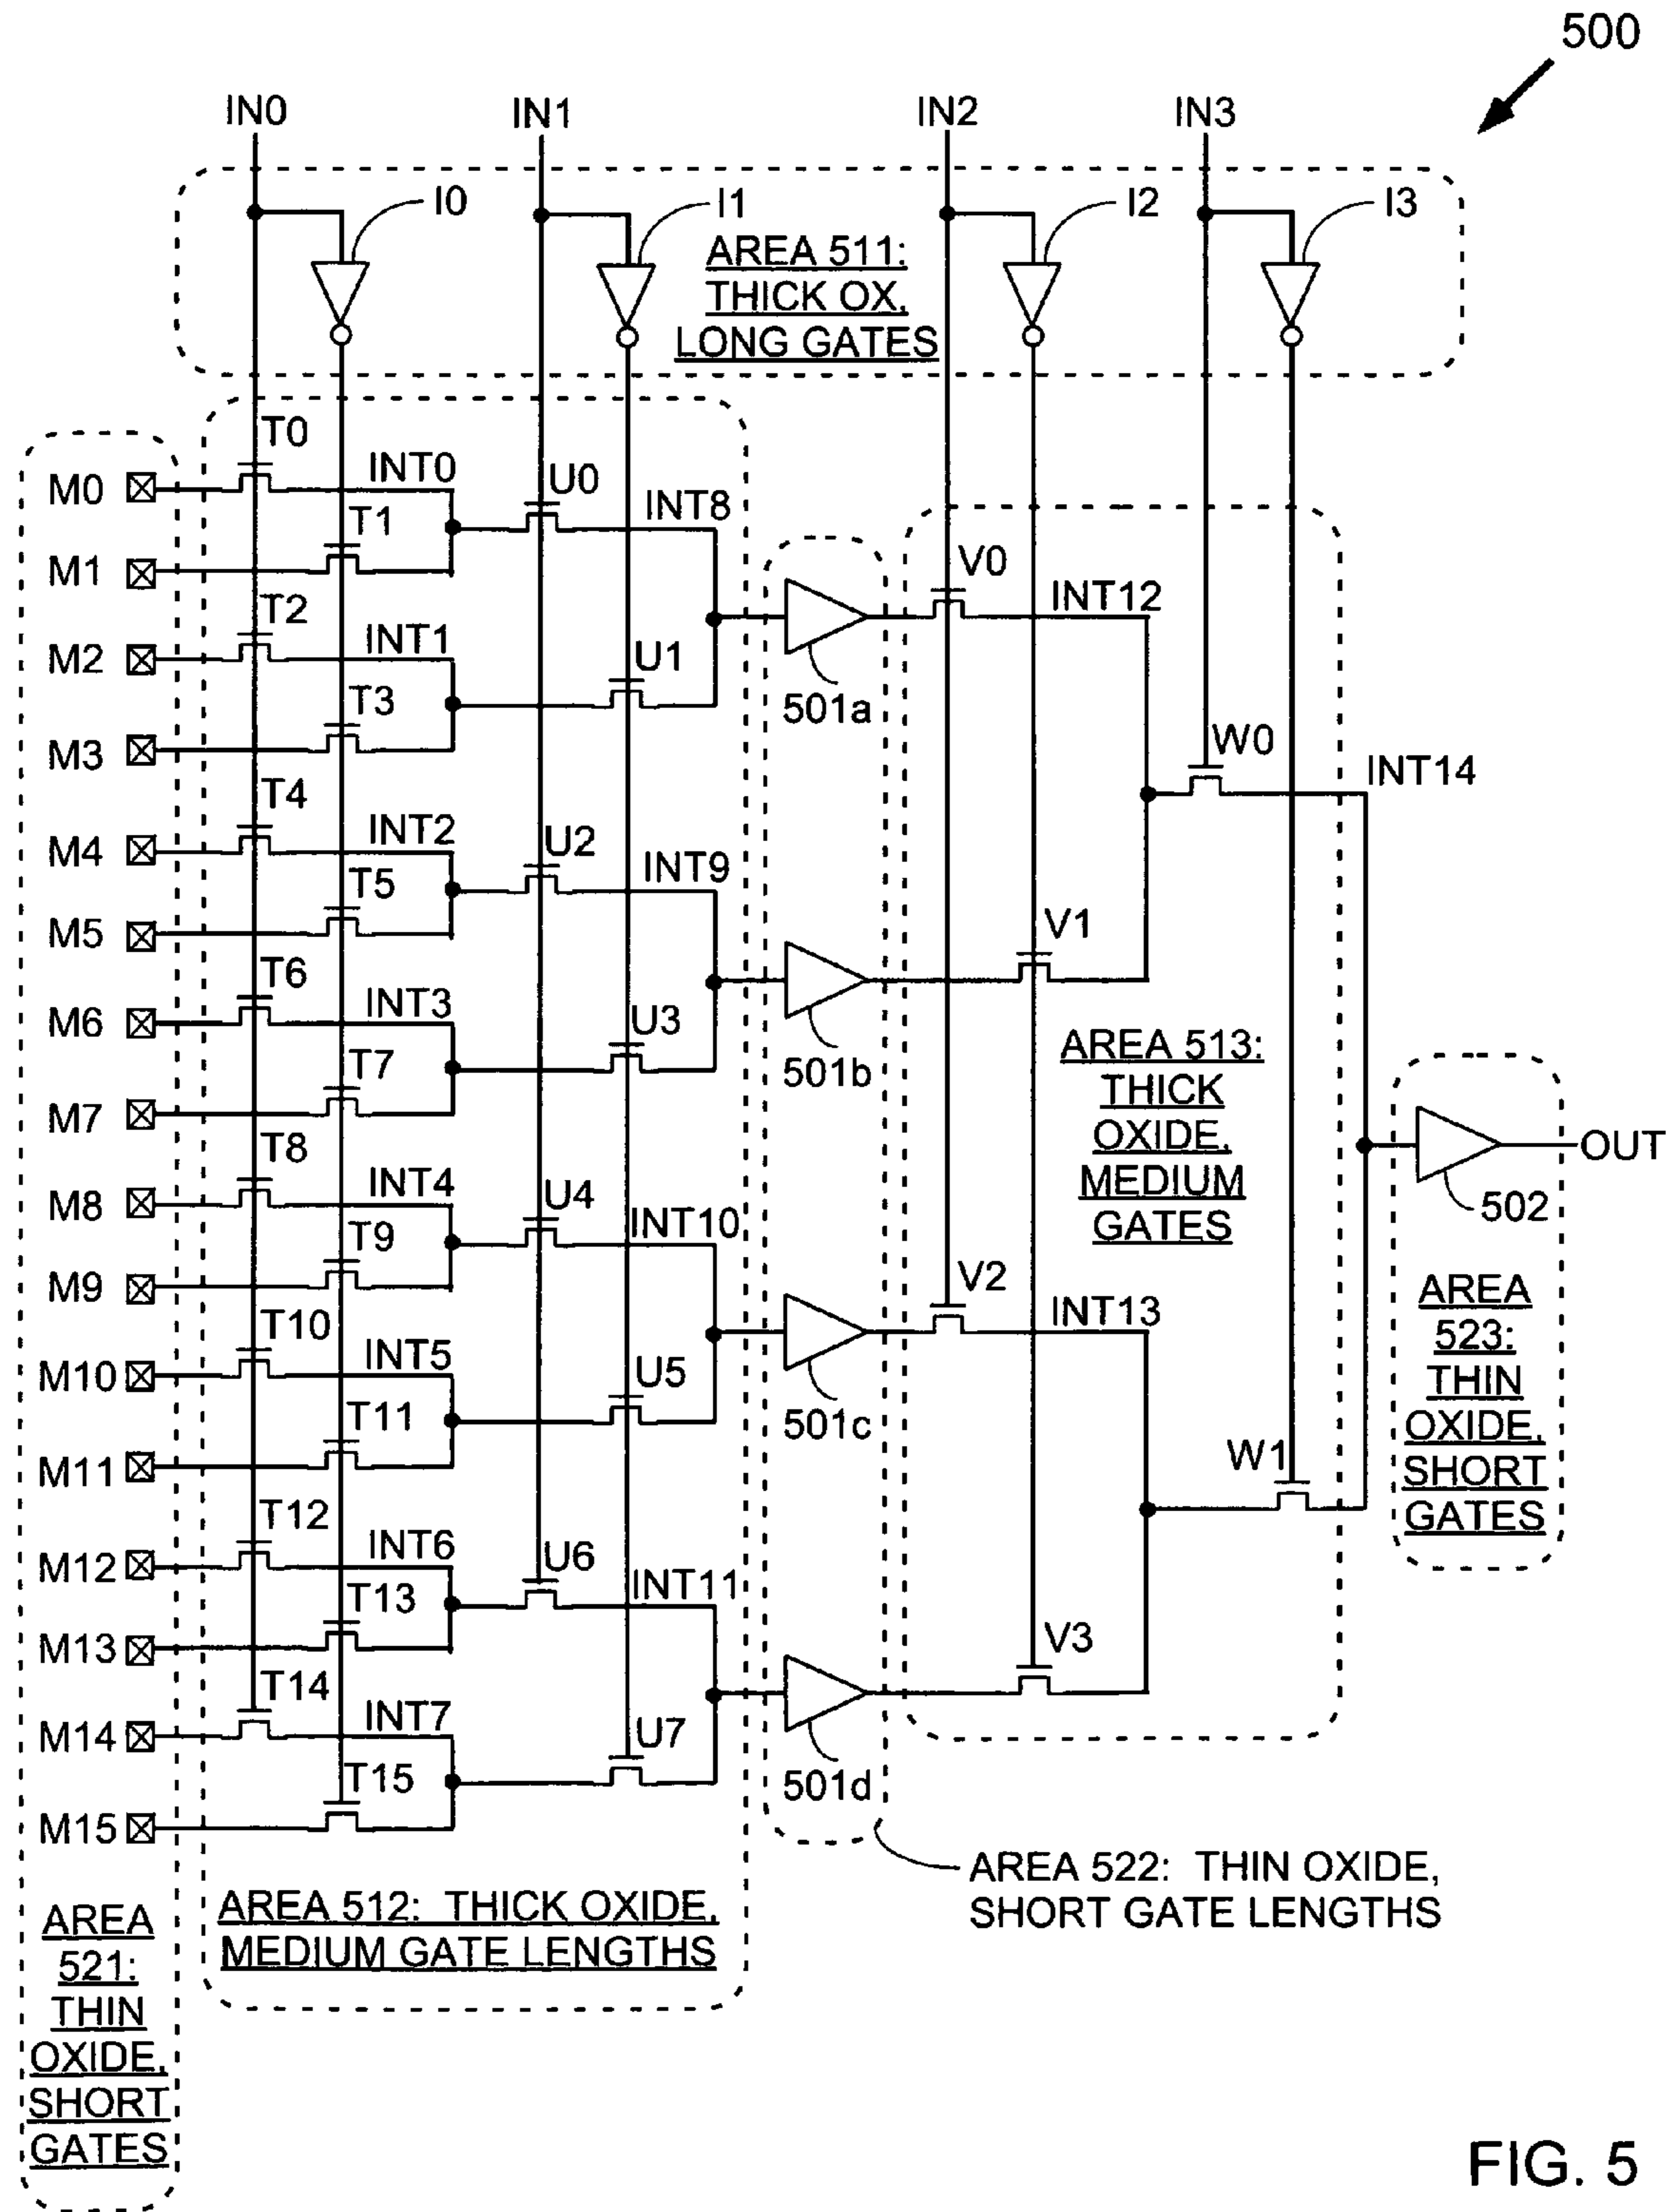 500
IN0
IN1
IN2
IN3
I0
I1
I2
I3
AREA 511:
THICK OX,
LONG GATES
T0
M0
INT0
U0
INT8
T1
M1
V0
INT12
T2
M2
INT1
U1
T3
501a
M3
W0
INT14
T4
M4
INT2
U2
INT9
T5
M5
V1
T6
M6
INT3
U3
T7
501b
M7
AREA 513:
THICK
OXIDE,
MEDIUM
GATES
OUT
502
T8
M8
INT4
U4
INT10
T9
M9
V2
INT13
T10
M10
INT5
U5
T11
501c
M11
AREA
523:
THIN
OXIDE,
SHORT
GATES
W1
T12
M12
INT6
U6
INT11
T13
M13
V3
T14
M14
INT7
U7
T15
501d
M15
AREA 522: THIN OXIDE,
SHORT GATE LENGTHS
AREA 512: THICK OXIDE,
MEDIUM GATE LENGTHS
AREA
521:
THIN
OXIDE,
SHORT
GATES
FIG. 5